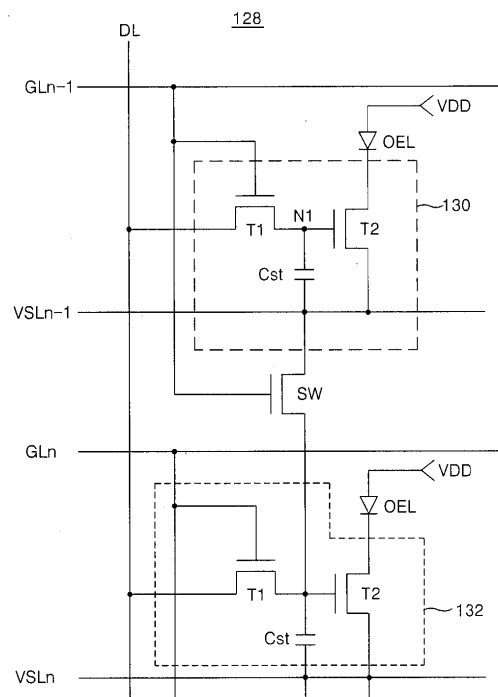 128
DL
GLn-1
VDD
OEL
130
T1
N1
T2
Cst
VSLn-1
SW
GLn
VDD
OEL
T1
T2
132
Cst
VSLn